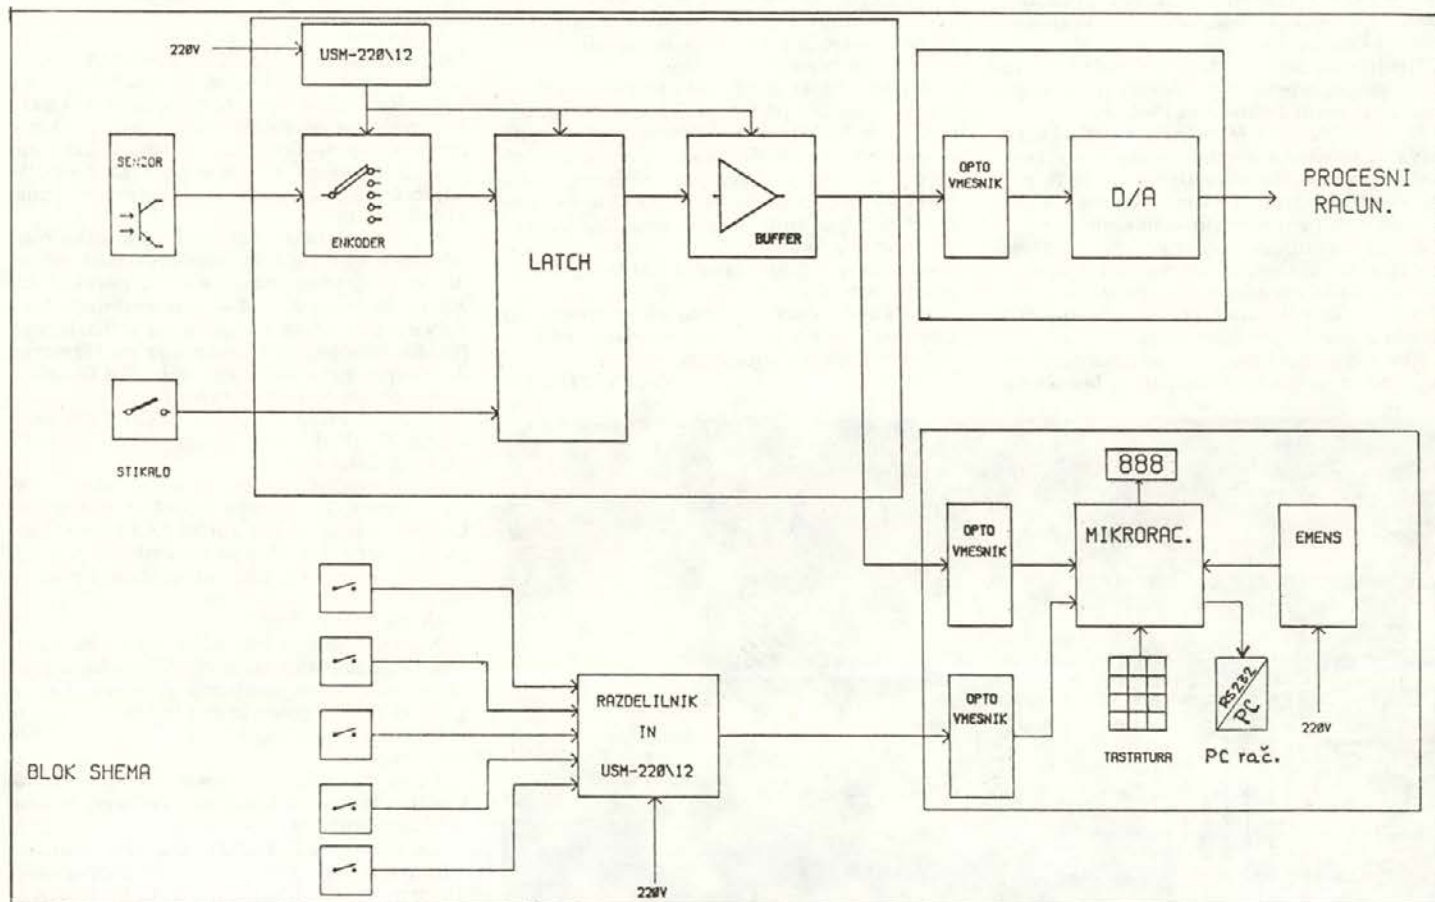 220V
USM-220\12
SENZOR
ENKODER
LATCH
BUFFER
OPTO
VMESNIK
D/A
PROCESNI
RACUN.
STIKALO
888
OPTO
VMESNIK
MIKRORAC.
EMENS
RAZDELILNIK
IN
USM-220\12
OPTO
VMESNIK
RS232
PC
TASTATURA
PC rač.
220V
BLOK SHEMA
220V